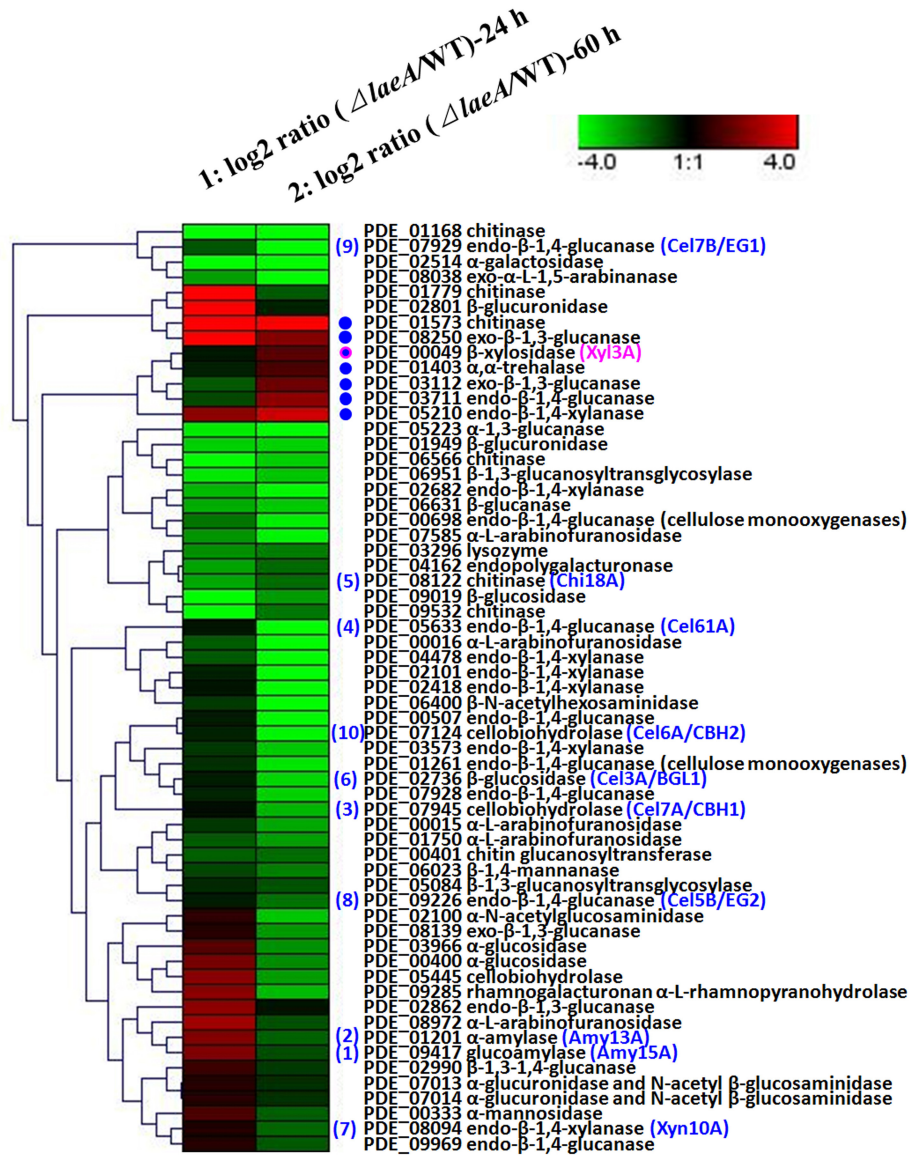 1: log2 ratio (△laeA/WT)-24 h
2: log2 ratio (△laeA/WT)-60 h
-4.0 1:1 4.0
PDE_01168 chitinase
(9) PDE_07929 endo-β-1,4-glucanase (Cel7B/EG1)
PDE_02514 α-galactosidase
PDE_08038 exo-α-L-1,5-arabinanase
PDE_01779 chitinase
PDE_02801 β-glucuronidase
PDE_01573 chitinase
PDE_08250 exo-β-1,3-glucanase
PDE_00049 β-xylosidase (Xyl3A)
PDE_01403 α,α-trehalase
PDE_03112 exo-β-1,3-glucanase
PDE_03711 endo-β-1,4-glucanase
PDE_05210 endo-β-1,4-xylanase
PDE_05223 α-1,3-glucanase
PDE_01949 β-glucuronidase
PDE_06566 chitinase
PDE_06951 β-1,3-glucanosyltransglycosylase
PDE_02682 endo-β-1,4-xylanase
PDE_06631 β-glucanase
PDE_00698 endo-β-1,4-glucanase (cellulose monooxygenases)
PDE_07585 α-L-arabinofuranosidase
PDE_03296 lysozyme
PDE_04162 endopolygalacturonase
(5) PDE_08122 chitinase (Chi18A)
PDE_09019 β-glucosidase
PDE_09532 chitinase
(4) PDE_05633 endo-β-1,4-glucanase (Cel61A)
PDE_00016 α-L-arabinofuranosidase
PDE_04478 endo-β-1,4-xylanase
PDE_02101 endo-β-1,4-xylanase
PDE_02418 endo-β-1,4-xylanase
PDE_06400 β-N-acetylhexosaminidase
PDE_00507 endo-β-1,4-glucanase
(10) PDE_07124 cellobiohydrolase (Cel6A/CBH2)
PDE_03573 endo-β-1,4-xylanase
PDE_01261 endo-β-1,4-glucanase (cellulose monooxygenases)
(6) PDE_02736 β-glucosidase (Cel3A/BGL1)
PDE_07928 endo-β-1,4-glucanase
(3) PDE_07945 cellobiohydrolase (Cel7A/CBH1)
PDE_00015 α-L-arabinofuranosidase
PDE_01750 α-L-arabinofuranosidase
PDE_00401 chitin glucanosyltransferase
PDE_06023 β-1,4-mannanase
PDE_05084 β-1,3-glucanosyltransglycosylase
(8) PDE_09226 endo-β-1,4-glucanase (Cel5B/EG2)
PDE_02100 α-N-acetylglucosaminidase
PDE_08139 exo-β-1,3-glucanase
PDE_03966 α-glucosidase
PDE_00400 α-glucosidase
PDE_05445 cellobiohydrolase
PDE_09285 rhamnogalacturonan α-L-rhamnopyranohydrolase
PDE_02862 endo-β-1,3-glucanase
PDE_08972 α-L-arabinofuranosidase
(2) PDE_01201 α-amylase (Amy13A)
(1) PDE_09417 glucoamylase (Amy15A)
PDE_02990 β-1,3-1,4-glucanase
PDE_07013 α-glucuronidase and N-acetyl β-glucosaminidase
PDE_07014 α-glucuronidase and N-acetyl β-glucosaminidase
PDE_00333 α-mannosidase
(7) PDE_08094 endo-β-1,4-xylanase (Xyn10A)
PDE_09969 endo-β-1,4-glucanase